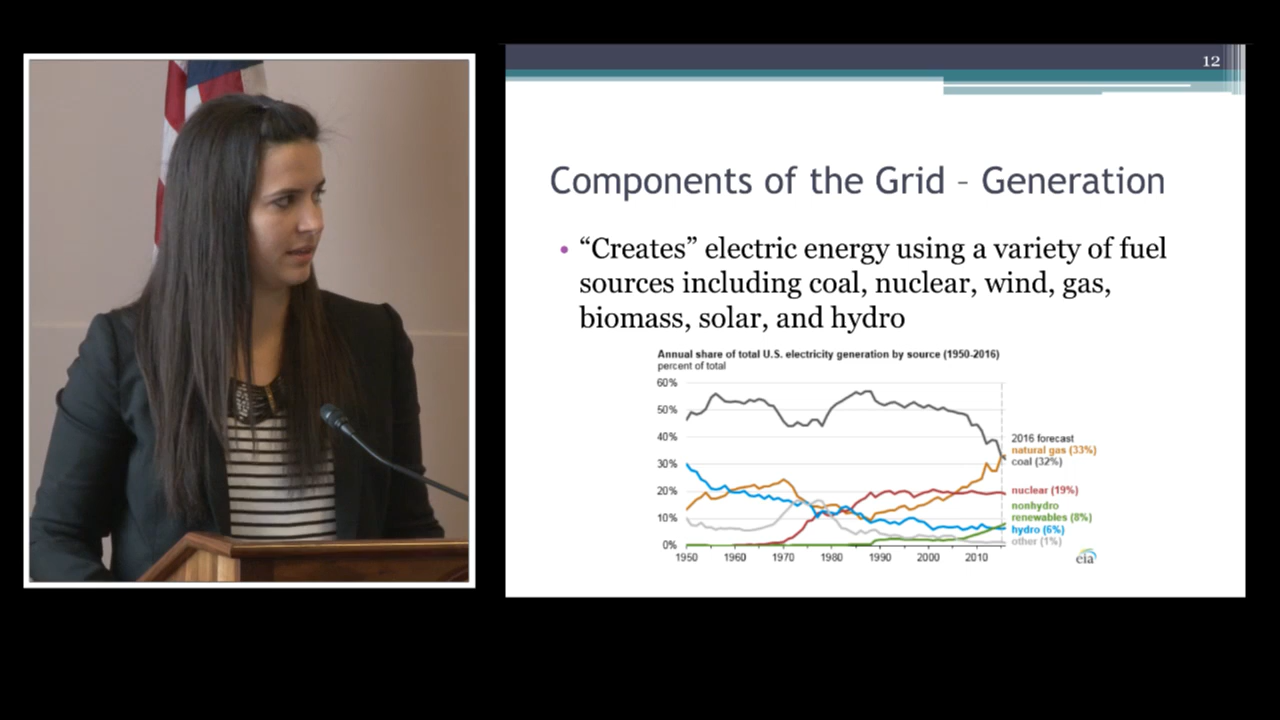 12
Components of the Grid – Generation
• “Creates” electric energy using a variety of fuel
sources including coal, nuclear, wind, gas,
biomass, solar, and hydro
Annual share of total U.S. electricity generation by source (1950-2016)
percent of total
60%
50%
40%
30%
20%
10%
0%
1950 1960 1970 1980 1990 2000 2010
2016 forecast
natural gas (33%)
coal (32%)
nuclear (19%)
nonhydro
renewables (8%)
hydro (6%)
other (1%)
eia